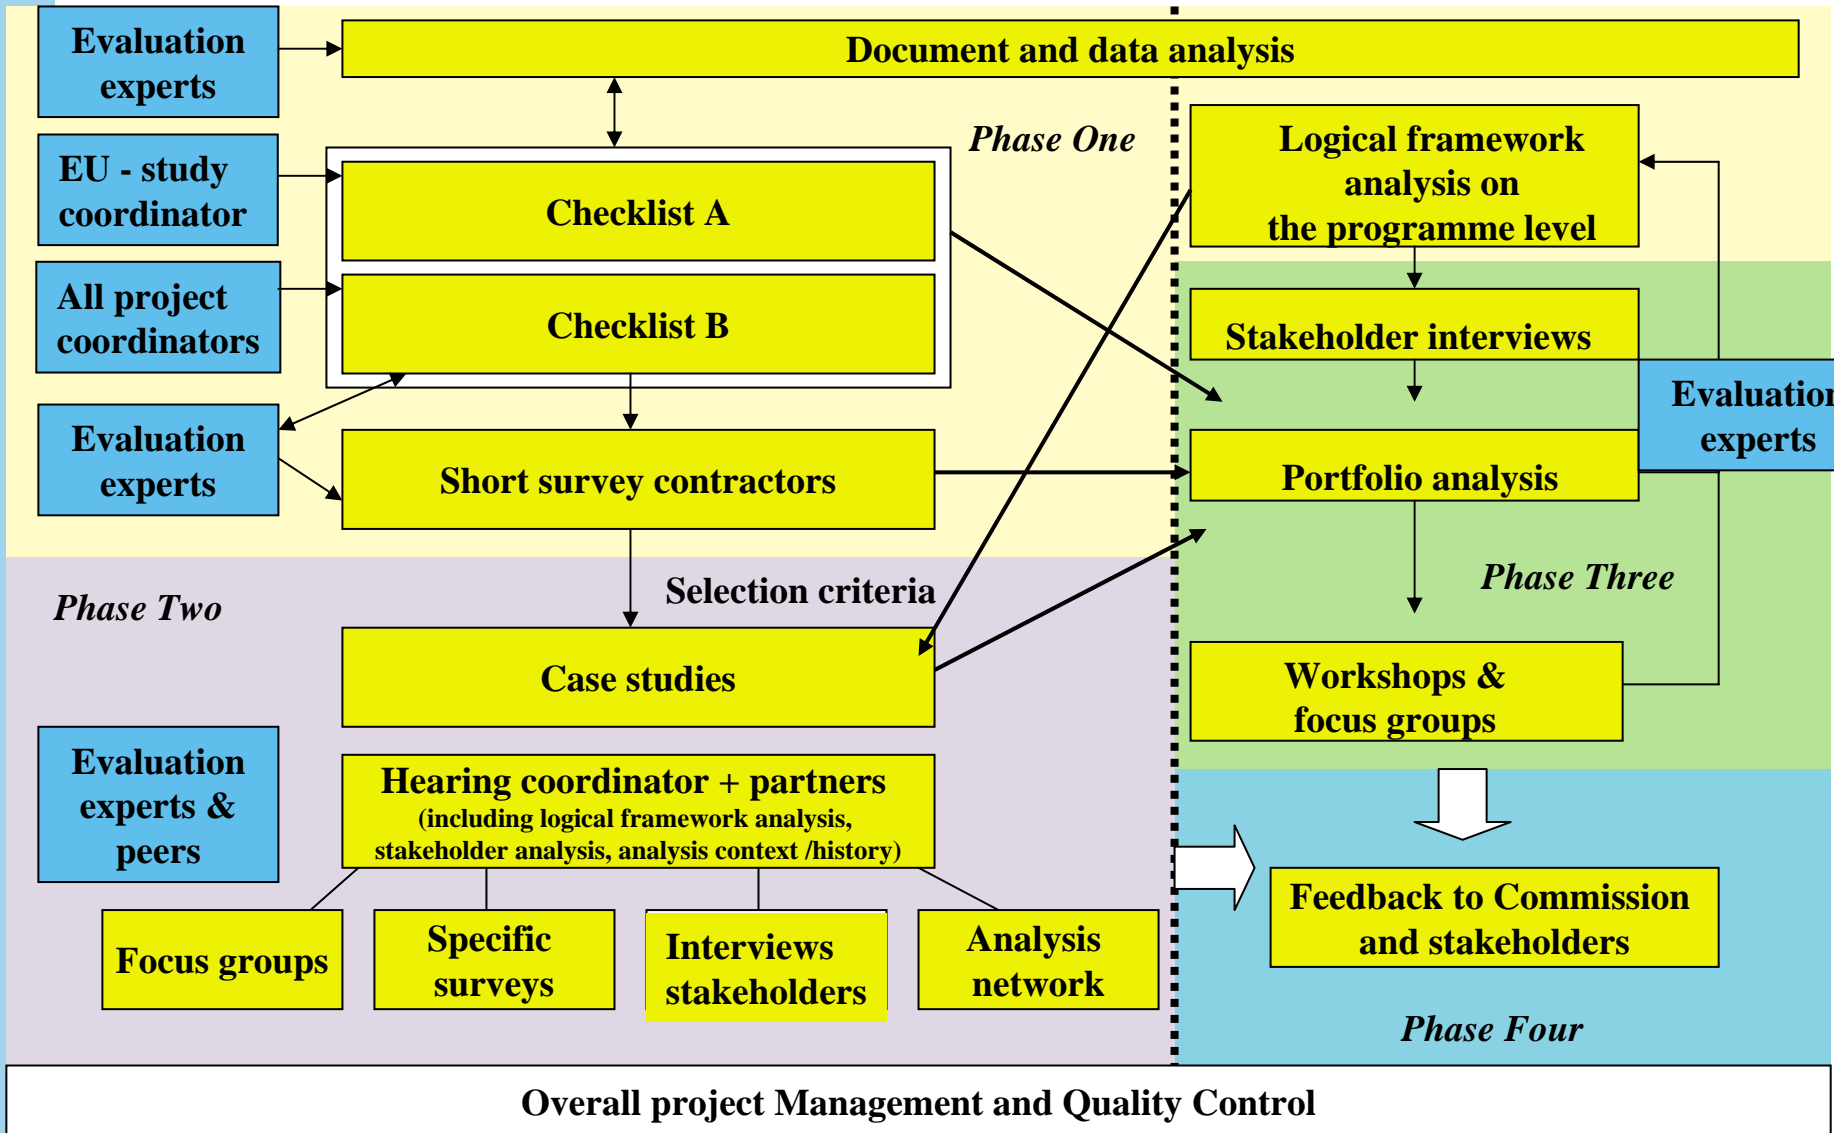 Evaluation
experts
Document and data analysis
EU - study
coordinator
Checklist A
Phase One
Logical framework
analysis on
the programme level
All project
coordinators
Checklist B
Stakeholder interviews
Evaluation
experts
Short survey contractors
Portfolio analysis
Evaluation
experts
Phase Two
Selection criteria
Phase Three
Case studies
Workshops &
focus groups
Evaluation
experts &
peers
Hearing coordinator + partners
(including logical framework analysis,
stakeholder analysis, analysis context /history)
Focus groups
Specific
surveys
Interviews
stakeholders
Analysis
network
Feedback to Commission
and stakeholders
Phase Four
Overall project Management and Quality Control